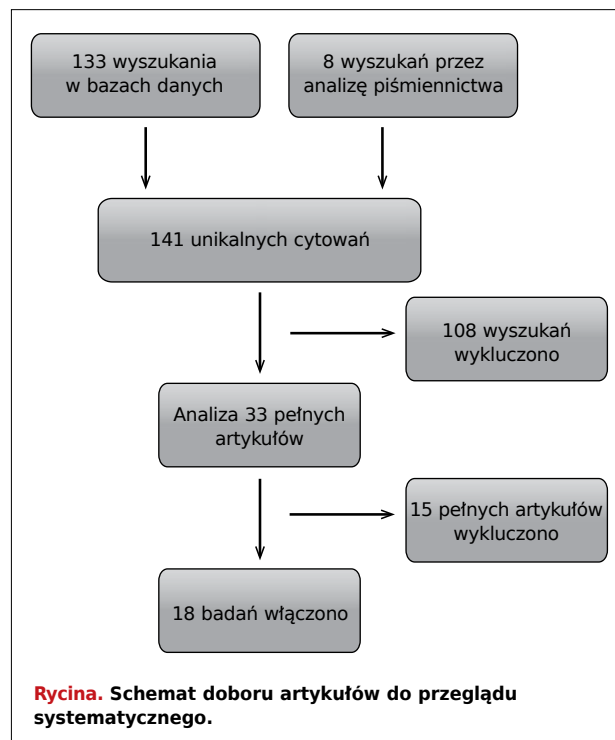 133 wyszukania
w bazach danych
8 wyszukań przez
analizę piśmiennictwa
141 unikalnych cytowań
108 wyszukań
wykluczono
Analiza 33 pełnych
artykułów
15 pełnych artykułów
wykluczono
18 badań włączono
Rycina. Schemat doboru artykułów do przeglądu
systematycznego.